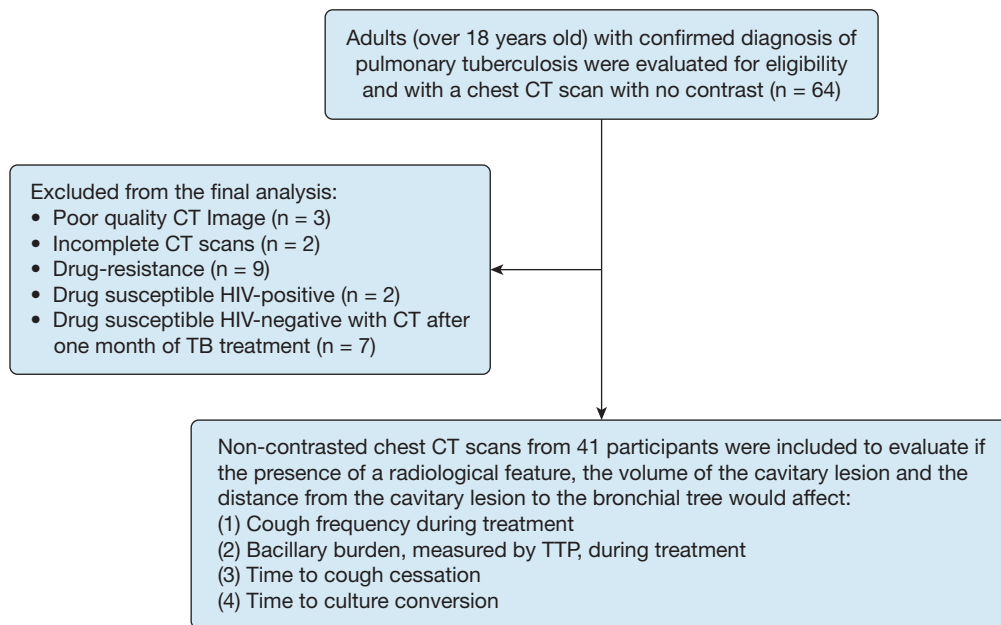 Adults (over 18 years old) with confirmed diagnosis of
pulmonary tuberculosis were evaluated for eligibility
and with a chest CT scan with no contrast (n = 64)
Excluded from the final analysis:
• Poor quality CT Image (n = 3)
• Incomplete CT scans (n = 2)
• Drug-resistance (n = 9)
• Drug susceptible HIV-positive (n = 2)
• Drug susceptible HIV-negative with CT after
one month of TB treatment (n = 7)
Non-contrasted chest CT scans from 41 participants were included to evaluate if
the presence of a radiological feature, the volume of the cavitary lesion and the
distance from the cavitary lesion to the bronchial tree would affect:
(1) Cough frequency during treatment
(2) Bacillary burden, measured by TTP, during treatment
(3) Time to cough cessation
(4) Time to culture conversion